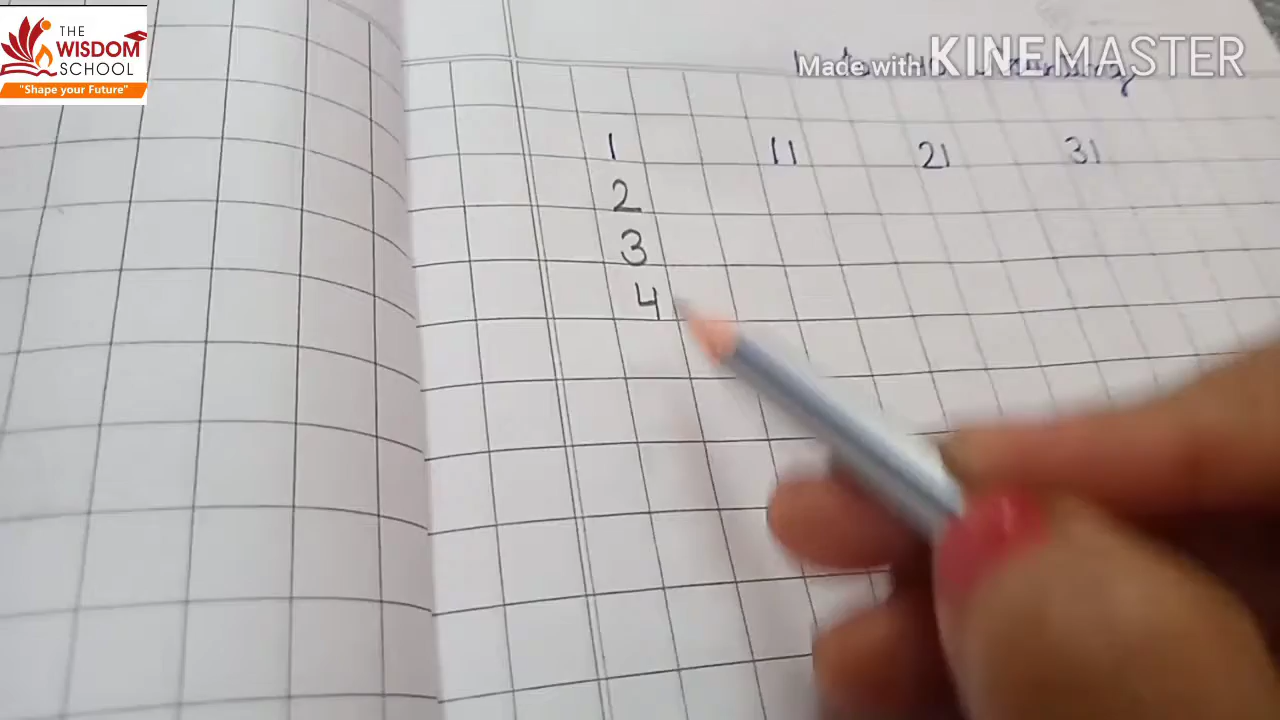 THE
WISDOM
SCHOOL
"Shape your Future"
Made with KINEMASTER
1 11 21 31
2
3
4